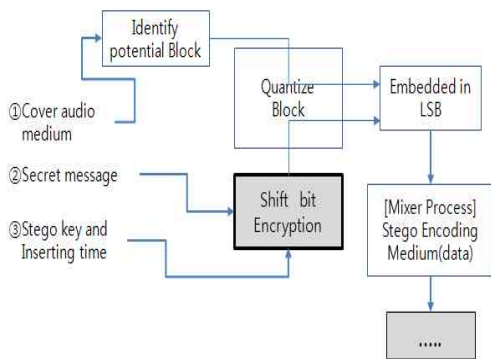 Identify
potential Block
①Cover audio
medium
Quantize
Block
Embedded in
LSB
②Secret message
Shift bit
Encryption
③Stego key and
Inserting time
[Mixer Process]
Stego Encoding
Medium(data)
.....